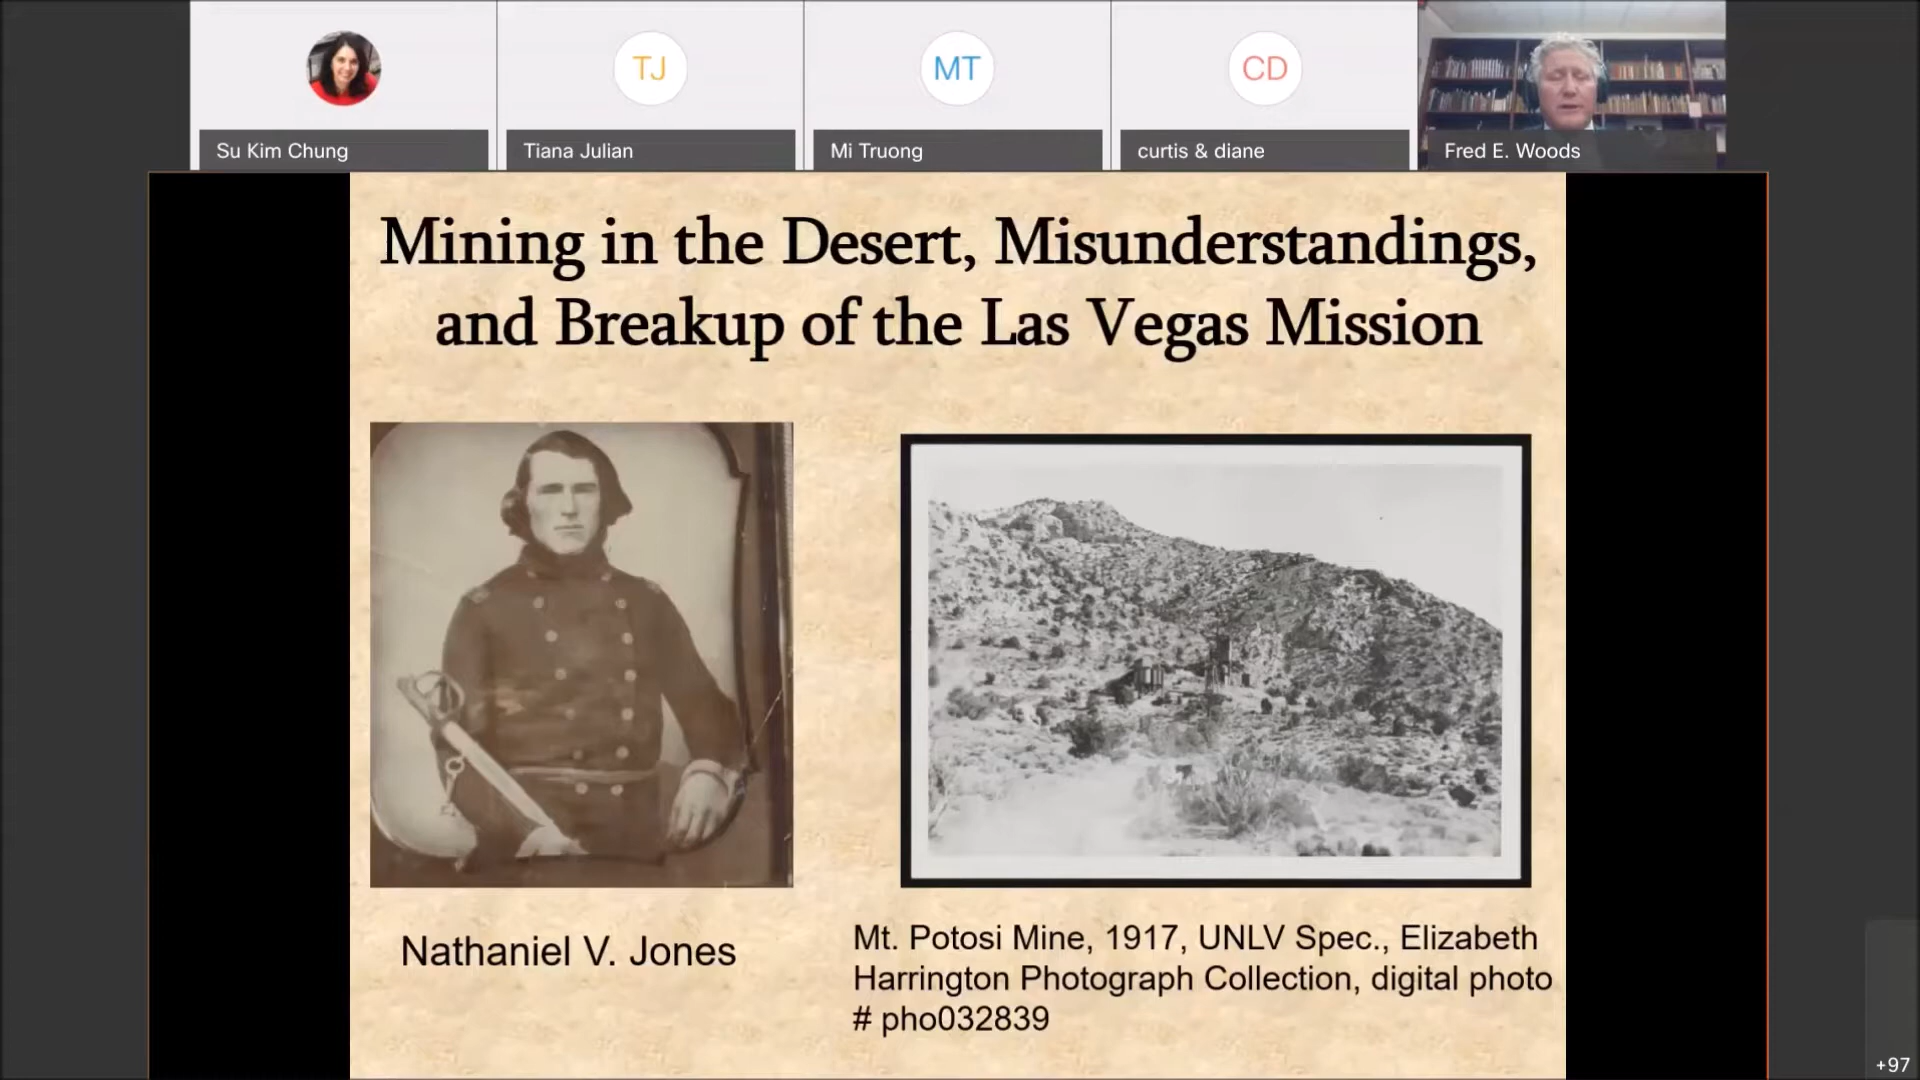 TJ
MT
CD
Su Kim Chung
Tiana Julian
Mi Truong
curtis & diane
Fred E. Woods
Mining in the Desert, Misunderstandings,
and Breakup of the Las Vegas Mission
Nathaniel V. Jones
Mt. Potosi Mine, 1917, UNLV Spec., Elizabeth
Harrington Photograph Collection, digital photo
# pho032839
+97